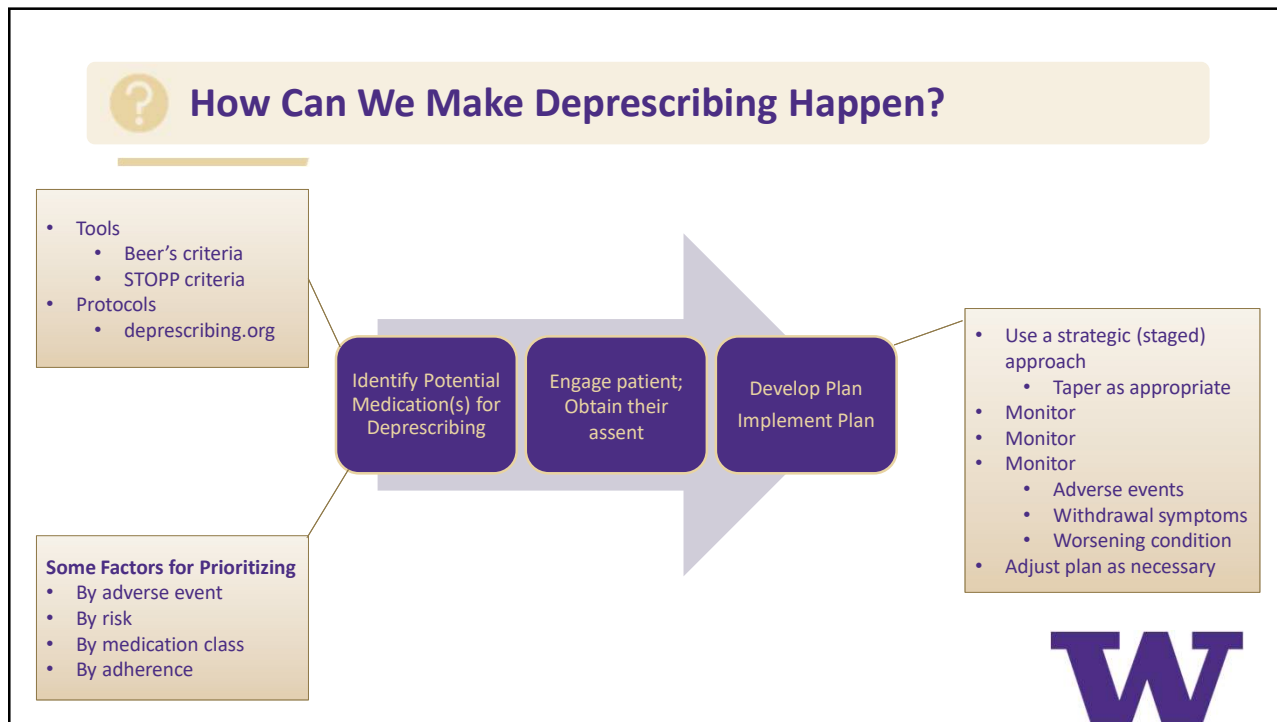 How Can We Make Deprescribing Happen?
• Tools
• Beer's criteria
• STOPP criteria
• Protocols
• deprescribing.org
Identify Potential
Medication(s) for
Deprescribing
Engage patient;
Obtain their
assent
Develop Plan
Implement Plan
• Use a strategic (staged)
approach
• Taper as appropriate
• Monitor
• Monitor
• Monitor
• Adverse events
• Withdrawal symptoms
• Worsening condition
• Adjust plan as necessary
Some Factors for Prioritizing
• By adverse event
• By risk
• By medication class
• By adherence
W